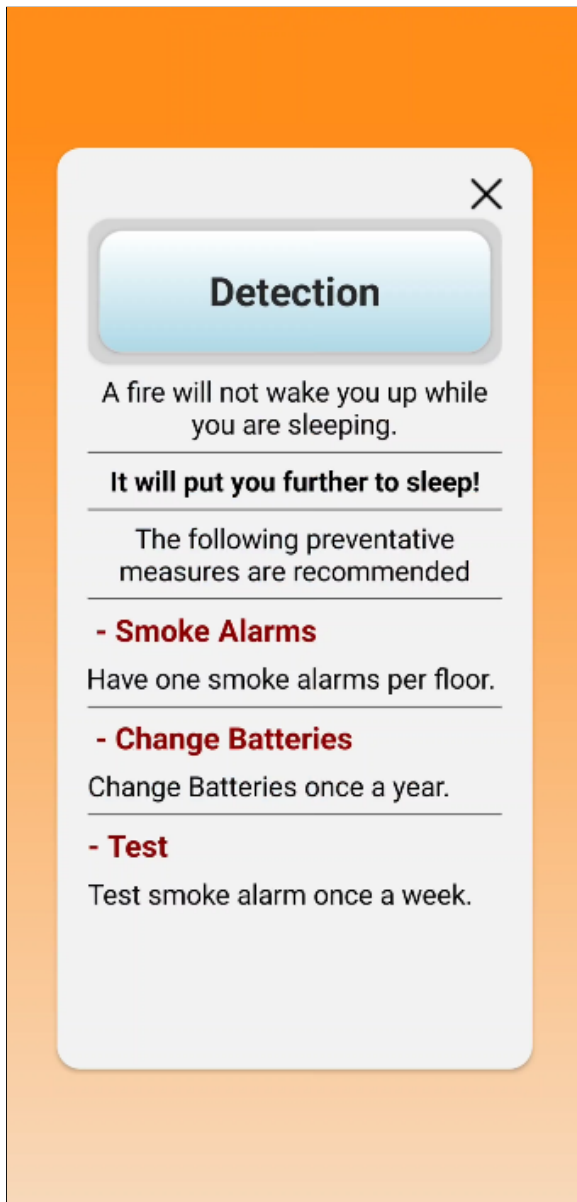 Detection
A fire will not wake you up while
you are sleeping.
It will put you further to sleep!
The following preventative
measures are recommended
- Smoke Alarms
Have one smoke alarms per floor.
- Change Batteries
Change Batteries once a year.
- Test
Test smoke alarm once a week.